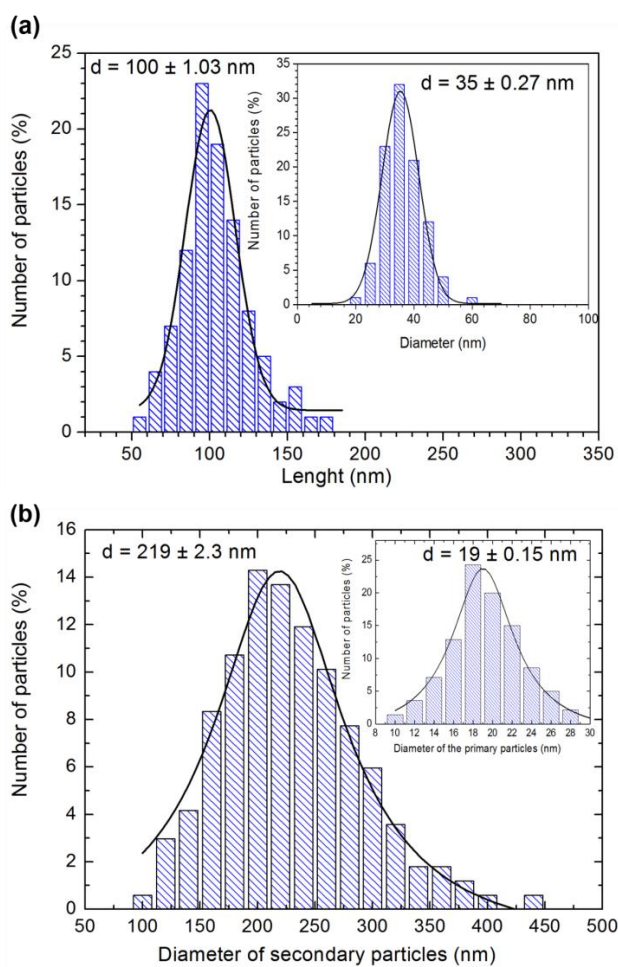 (a)
d = 100 ± 1.03 nm
Number of particles (%)
25
20
15
10
5
0
50 100 150 200 250 300 350
Lenght (nm)
d = 35 ± 0.27 nm
Number of particles (%)
35
30
25
20
15
10
5
0
0 20 40 60 80 100
Diameter (nm)
(b)
d = 219 ± 2.3 nm
Number of particles (%)
16
14
12
10
8
6
4
2
0
50 100 150 200 250 300 350 400 450 500
Diameter of secondary particles (nm)
d = 19 ± 0.15 nm
Number of particles (%)
25
20
15
10
5
0
8 10 12 14 16 18 20 22 24 26 28 30
Diameter of the primary particles (nm)